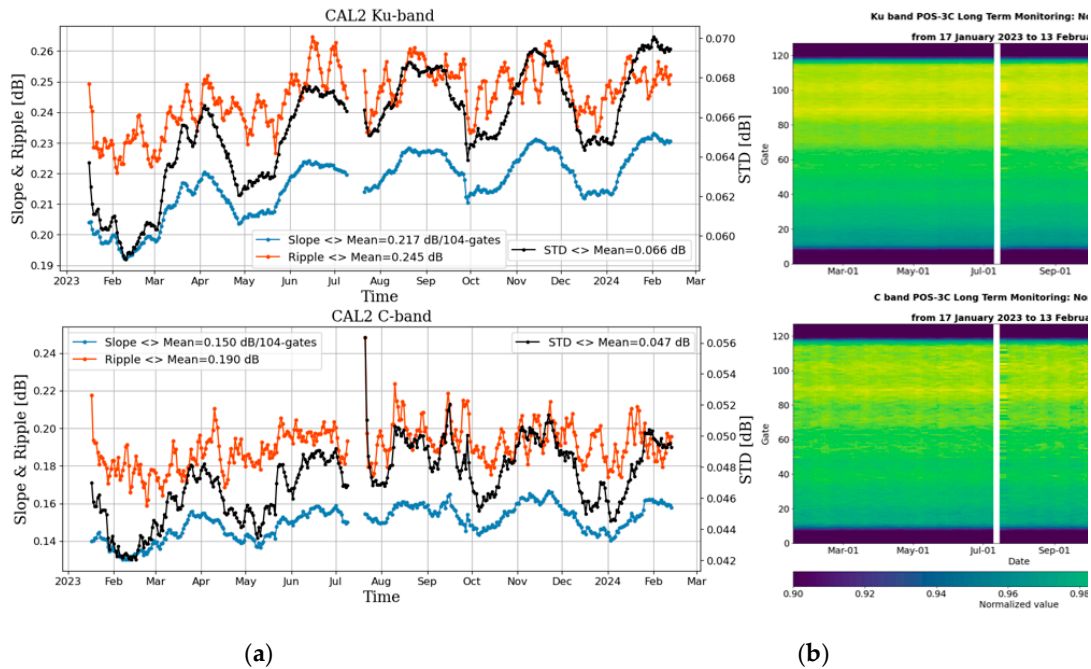 CAL2 Ku-band
Slope & Ripple [dB]
0.26
0.25
0.24
0.23
0.22
0.21
0.20
0.19
0.070
0.068
0.066
0.064
0.062
0.060
STD [dB]
Slope <> Mean=0.217 dB/104-gates
Ripple <> Mean=0.245 dB
STD <> Mean=0.066 dB
2023 Feb Mar Apr May Jun Jul Aug Sep Oct Nov Dec 2024 Feb Mar
Time
CAL2 C-band
Slope & Ripple [dB]
0.24
0.22
0.20
0.18
0.16
0.14
0.056
0.054
0.052
0.050
0.048
0.046
0.044
0.042
STD [dB]
Slope <> Mean=0.150 dB/104-gates
Ripple <> Mean=0.190 dB
STD <> Mean=0.047 dB
2023 Feb Mar Apr May Jun Jul Aug Sep Oct Nov Dec 2024 Feb Mar
Time
(a)
Ku band POS-3C Long Term Monitoring: No
from 17 January 2023 to 13 Februa
Gate
120
100
80
60
40
20
0
Mar-01 May-01 Jul-01 Sep-01
C band POS-3C Long Term Monitoring: No
from 17 January 2023 to 13 Februa
Gate
120
100
80
60
40
20
0
Mar-01 May-01 Jul-01 Sep-01
Date
0.90 0.92 0.94 0.96 0.98
Normalized value
(b)